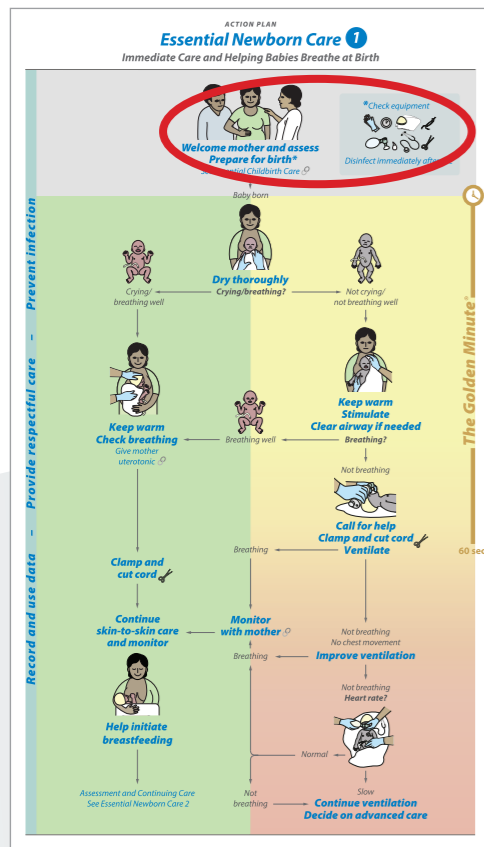 ACTION PLAN
Essential Newborn Care 1
Immediate Care and Helping Babies Breathe at Birth
*Check equipment
Welcome mother and assess
Prepare for birth*
Disinfect immediately after
Essential Childbirth Care
Baby born
Prevent infection – Provide respectful care – Record and use data
The Golden Minute®
60 sec
Dry thoroughly
Crying/breathing?
Crying/
breathing well
Not crying/
not breathing well
Keep warm
Check breathing
Give mother
uterotonic
Breathing well
Keep warm
Stimulate
Clear airway if needed
Breathing?
Not breathing
Call for help
Clamp and cut cord
Ventilate
Breathing
Clamp and
cut cord
Continue
skin-to-skin care
and monitor
Monitor
with mother
Not breathing
No chest movement
Breathing
Improve ventilation
Not breathing
Heart rate?
Help initiate
breastfeeding
Normal
Assessment and Continuing Care
See Essential Newborn Care 2
Not
breathing
Slow
Continue ventilation
Decide on advanced care